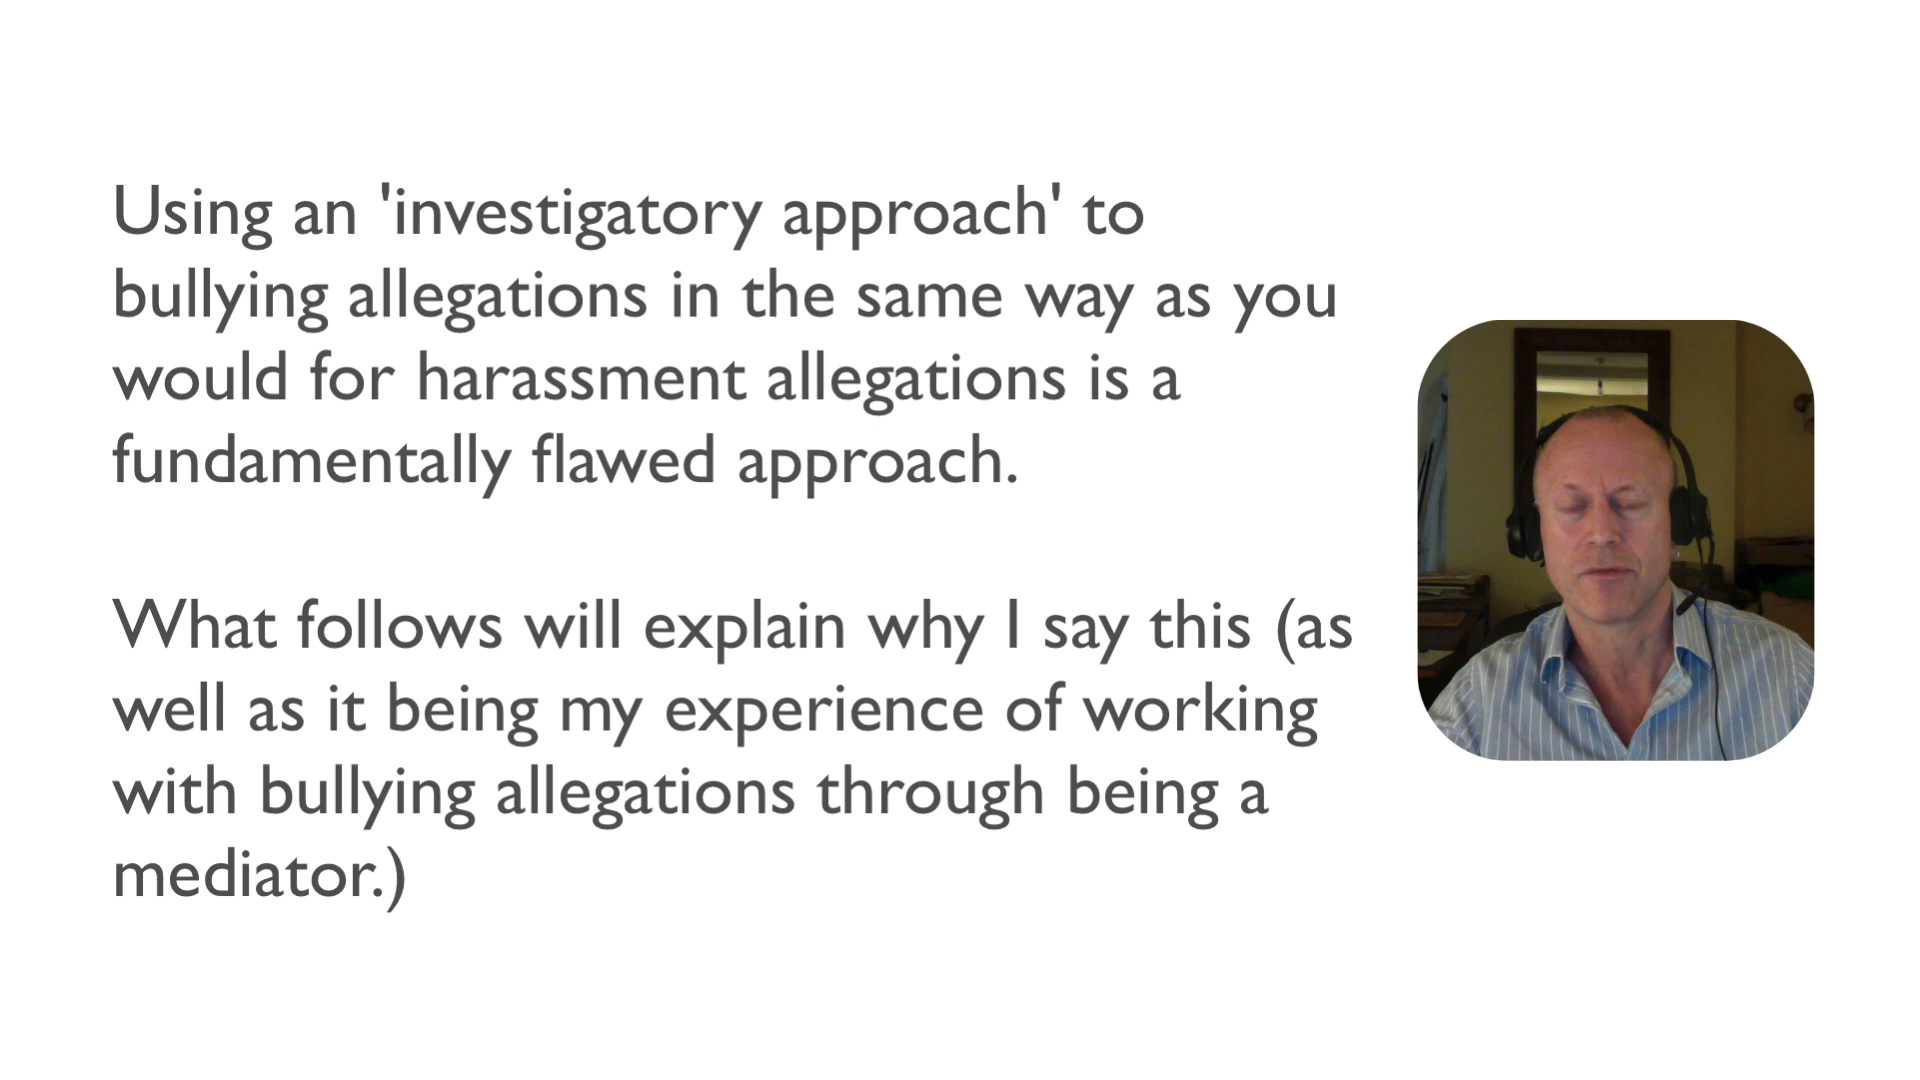 Using an 'investigatory approach' to
bullying allegations in the same way as you
would for harassment allegations is a
fundamentally flawed approach.
What follows will explain why I say this (as
well as it being my experience of working
with bullying allegations through being a
mediator.)